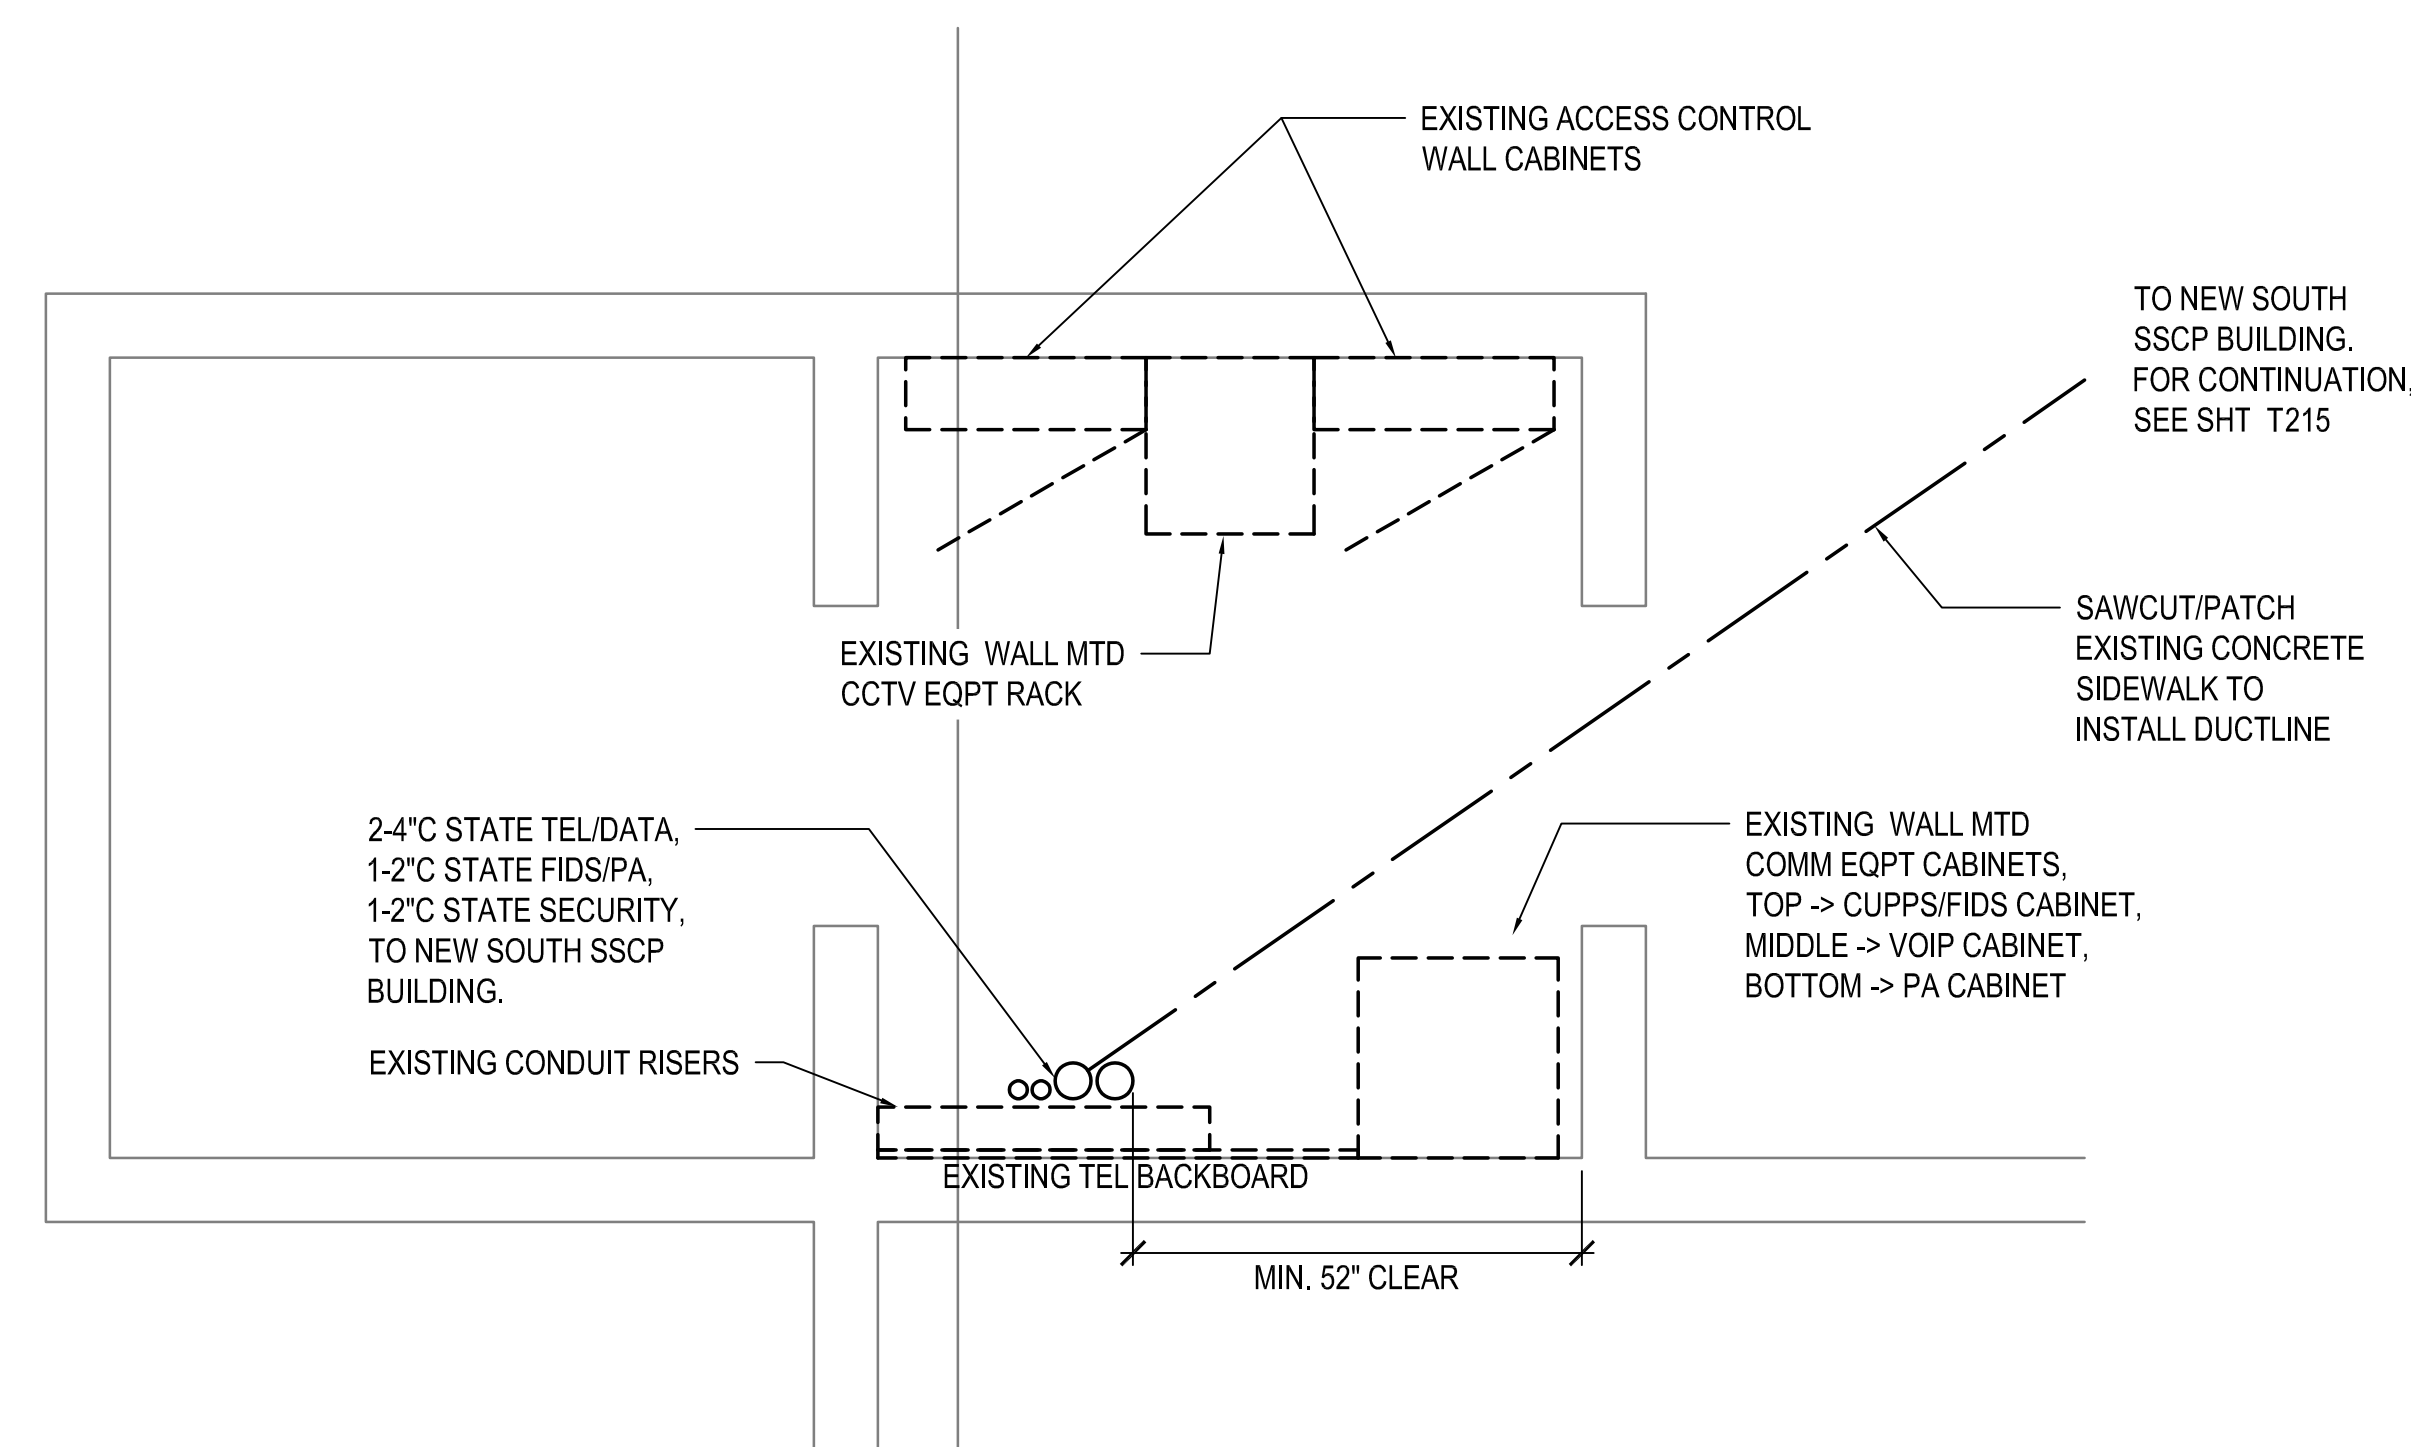 EXISTING ACCESS CONTROL
WALL CABINETS
TO NEW SOUTH
SSCP BUILDING.
FOR CONTINUATION,
SEE SHT T215
SAWCUT/PATCH
EXISTING CONCRETE
SIDEWALK TO
INSTALL DUCTLINE
EXISTING WALL MTD
CCTV EQPT RACK
2-4"C STATE TEL/DATA,
1-2"C STATE FIDS/PA,
1-2"C STATE SECURITY,
TO NEW SOUTH SSCP
BUILDING.
EXISTING WALL MTD
COMM EQPT CABINETS,
TOP -> CUPPS/FIDS CABINET,
MIDDLE -> VOIP CABINET,
BOTTOM -> PA CABINET
EXISTING CONDUIT RISERS
EXISTING TEL BACKBOARD
MIN. 52" CLEAR